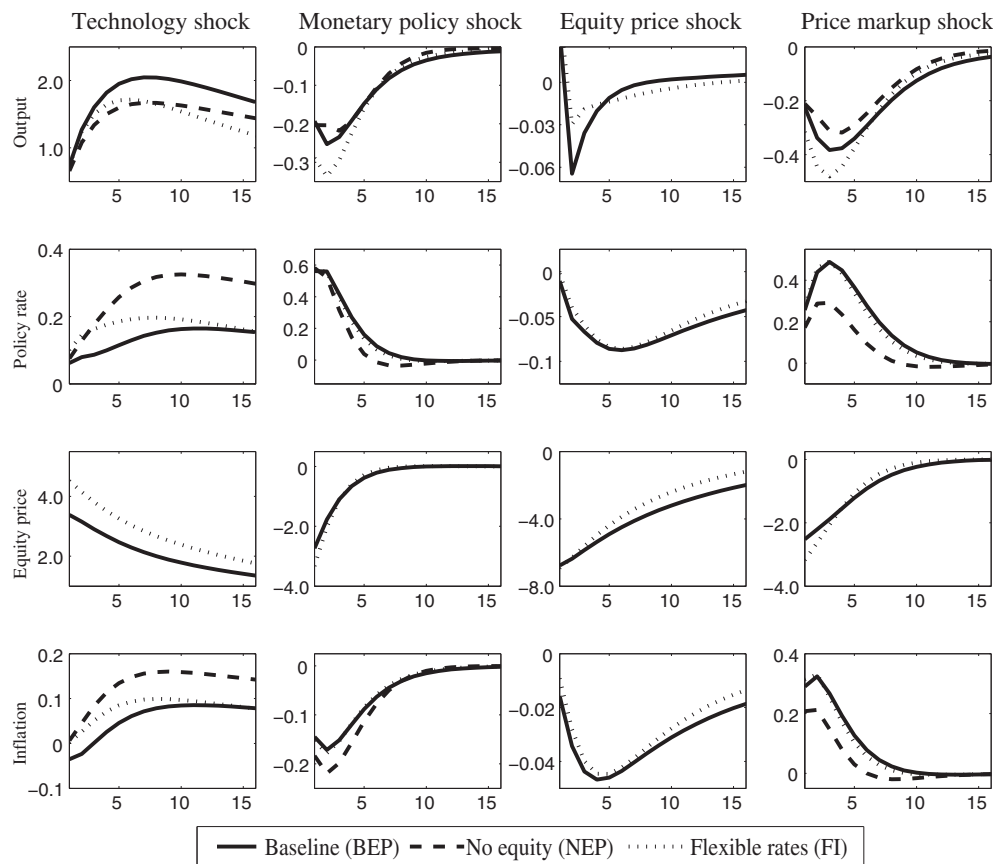 Technology shock Monetary policy shock Equity price shock Price markup shock
Output
2.0
1.0
5 10 15
0
−0.1
−0.2
−0.3
5 10 15
0
−0.03
−0.06
5 10 15
0
−0.2
−0.4
5 10 15
Policy rate
0.4
0.2
0
5 10 15
0.6
0.4
0.2
0
5 10 15
0
−0.05
−0.1
5 10 15
0.4
0.2
0
5 10 15
Equity price
4.0
2.0
5 10 15
0
−2.0
−4.0
5 10 15
0
−4.0
−8.0
5 10 15
0
−2.0
−4.0
5 10 15
Inflation
0.2
0.1
0
−0.1
5 10 15
0
−0.1
−0.2
5 10 15
0
−0.02
−0.04
5 10 15
0.4
0.2
0
5 10 15
Baseline (BEP) No equity (NEP) Flexible rates (FI)